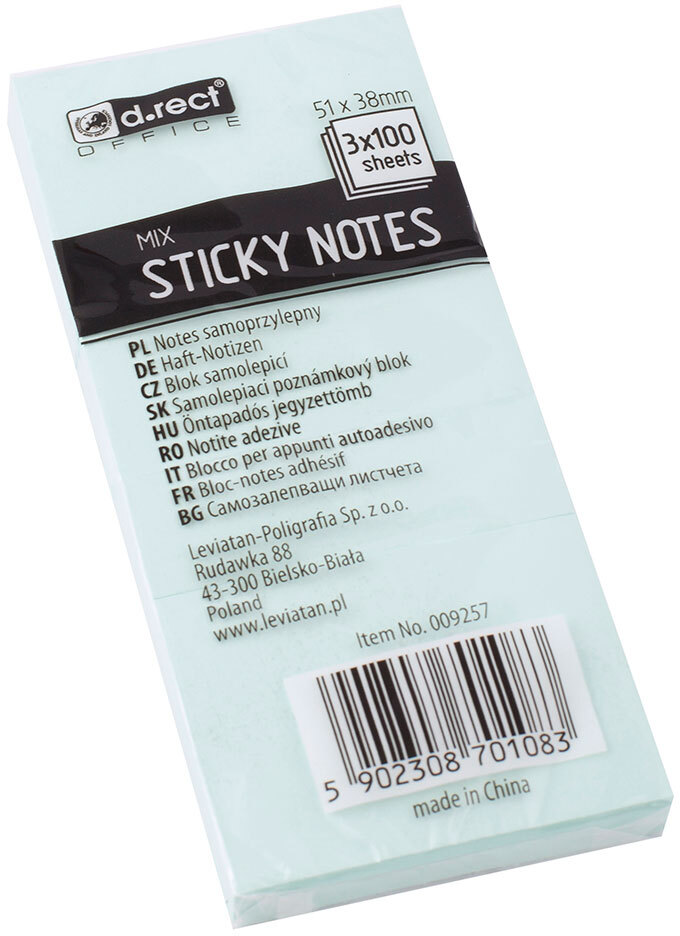 d.rect®
OFFICE
51 x 38mm
3x100
sheets
MIX
STICKY NOTES
PL Notes samoprzylepny
DE Haft-Notizen
CZ Blok samolepicí
SK Samolepiaci poznámkový blok
HU Öntapadós jegyzettömb
RO Notite adezive
IT Blocco per appunti autoadesivo
FR Bloc-notes adhésif
BG Самозалепващи листчета
Leviatan-Poligrafia Sp. z o.o.
Rudawka 88
43-300 Bielsko-Biała
Poland
www.leviatan.pl
Item No. 009257
5 902308 701083
made in China